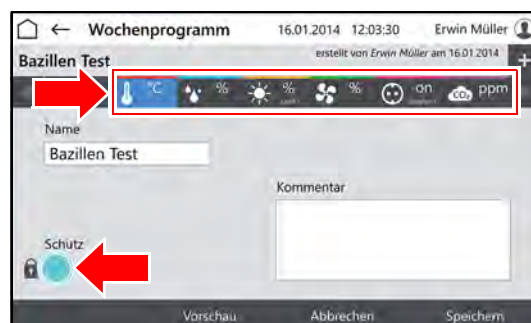 Wochenprogramm 16.01.2014 12:03:30 Erwin Müller
Bazillen Test erstellt von Erwin Müller am 16.01.2014 +
°C % % % on ppm
CO₂
Name
Bazillen Test
Kommentar
Schutz
Vorschau Abbrechen Speichern